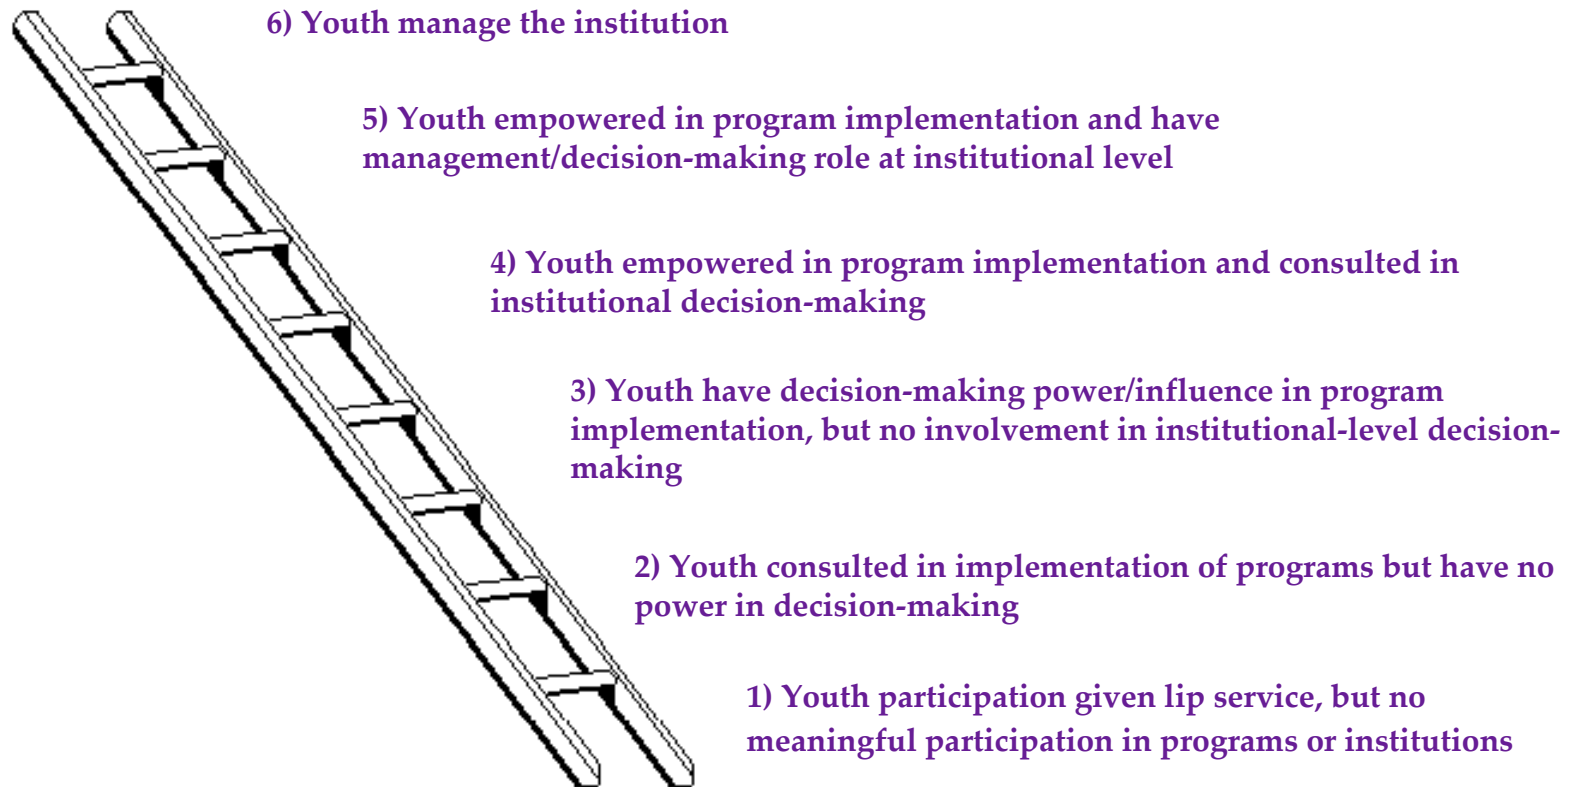 6) Youth manage the institution
5) Youth empowered in program implementation and have
management/decision-making role at institutional level
4) Youth empowered in program implementation and consulted in
institutional decision-making
3) Youth have decision-making power/influence in program
implementation, but no involvement in institutional-level decision-
making
2) Youth consulted in implementation of programs but have no
power in decision-making
1) Youth participation given lip service, but no
meaningful participation in programs or institutions